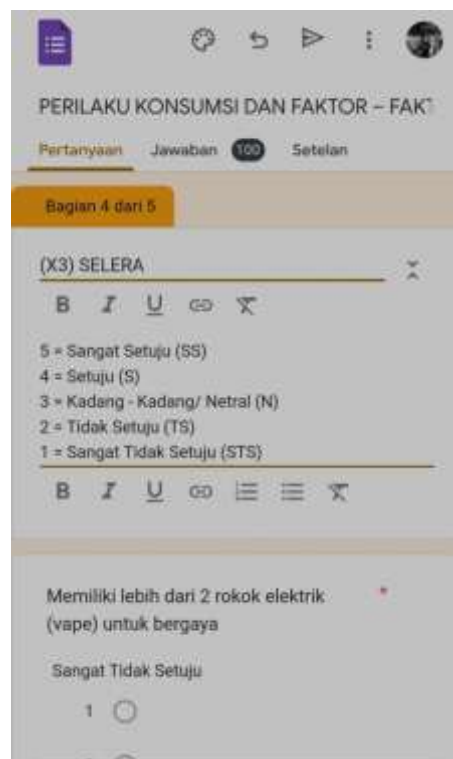 PERILAKU KONSUMSI DAN FAKTOR – FAKT
Pertanyaan Jawaban 100 Setelan
Bagian 4 dari 5
(X3) SELERA
B I U
5 = Sangat Setuju (SS)
4 = Setuju (S)
3 = Kadang - Kadang/ Netral (N)
2 = Tidak Setuju (TS)
1 = Sangat Tidak Setuju (STS)
B I U
Memiliki lebih dari 2 rokok elektrik *
(vape) untuk bergaya
Sangat Tidak Setuju
1